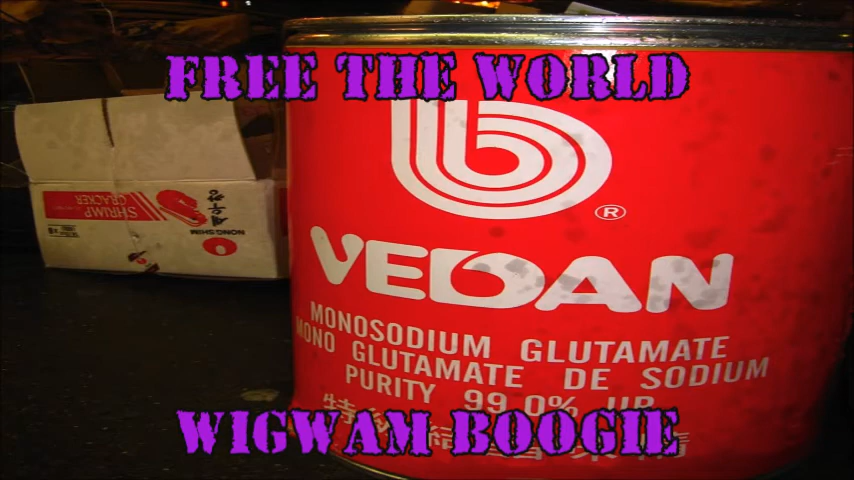 FREE THE WORLD
SHRIMP
CRACKER
NONG SHIM
®
VEDAN
MONOSODIUM GLUTAMATE
MONO GLUTAMATE DE SODIUM
PURITY 99.0% UP
WIGWAM BOOGIE